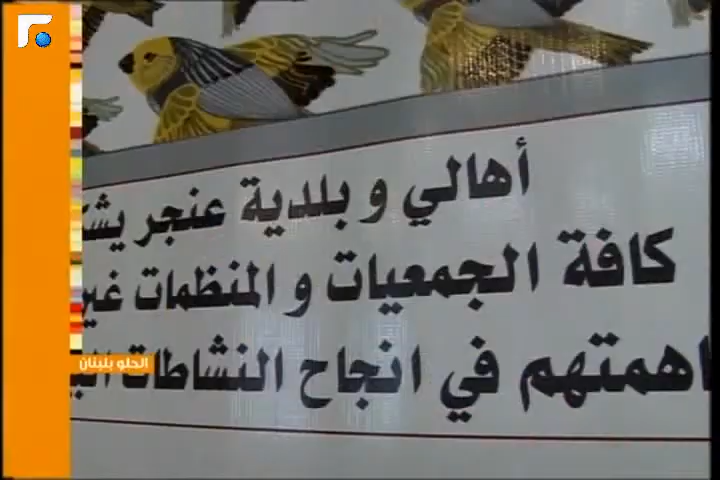 أهالي و بلدية عنجر
كافة الجمعيات و المنظمات
في انجاح النشاطات
الحلو بلبنان